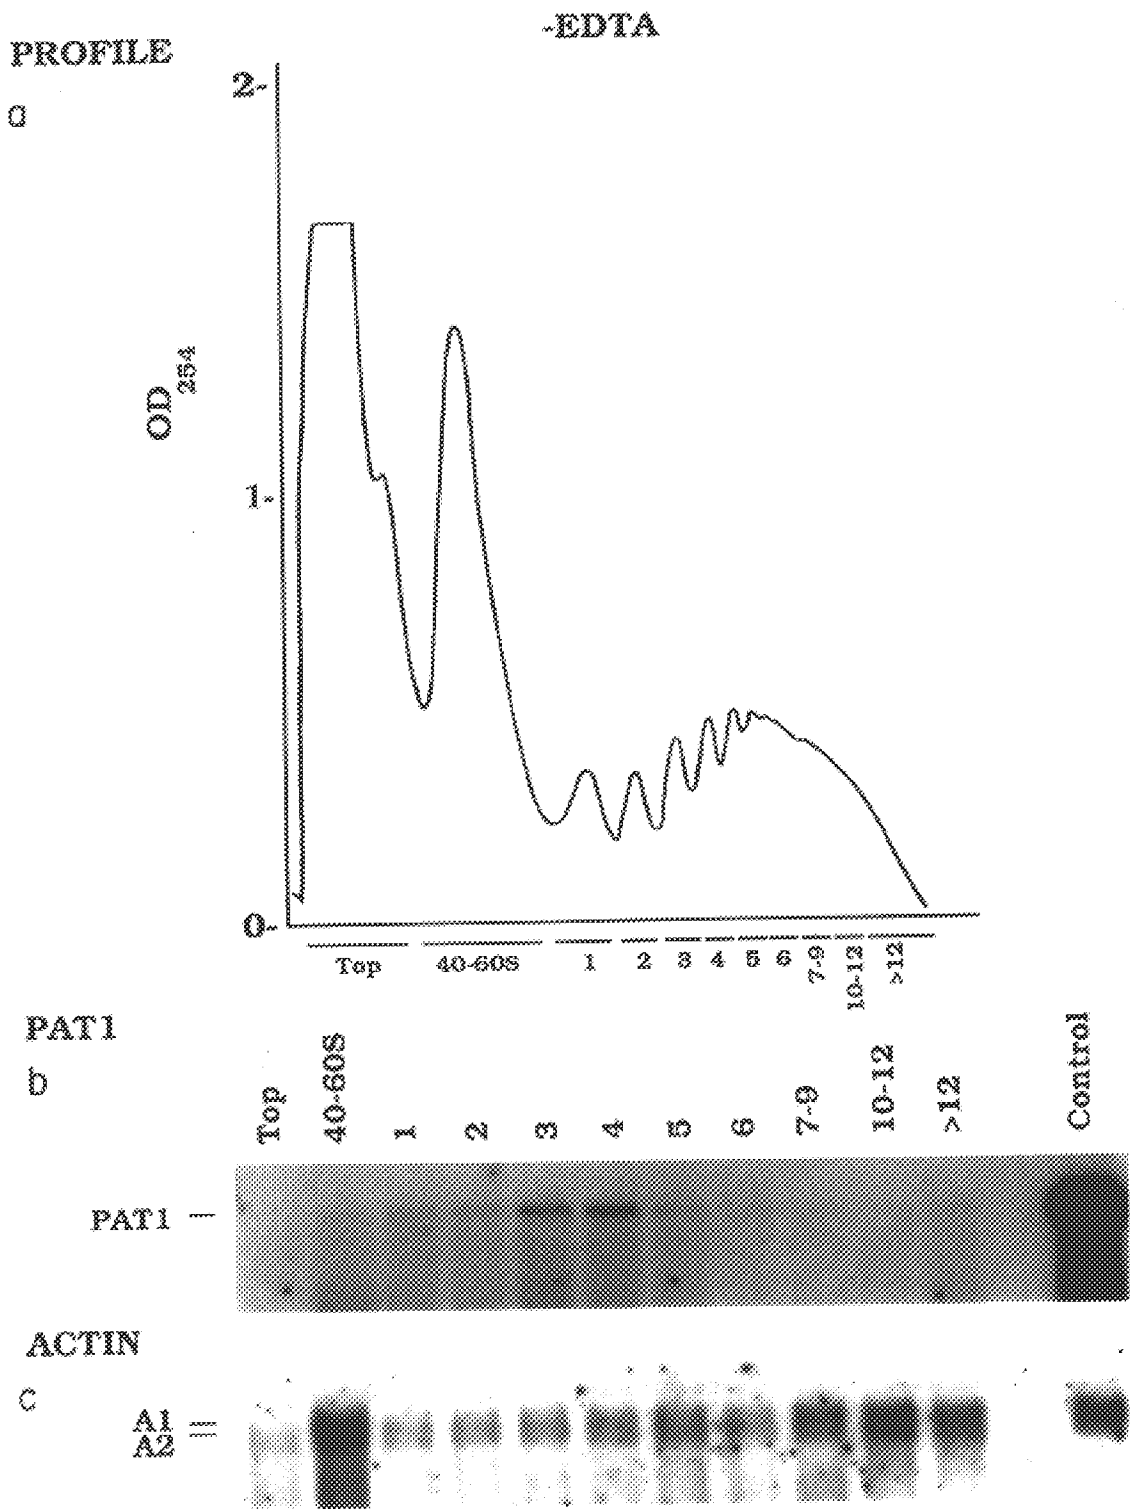 -EDTA
PROFILE
a
2-
OD 254
1-
0-
Top 40-60S 1 2 3 4 5 6 7-9 10-12 >12
PAT1
b
Top 40-60S 1 2 3 4 5 6 7-9 10-12 >12 Control
PAT1 —
ACTIN
c
A1
A2